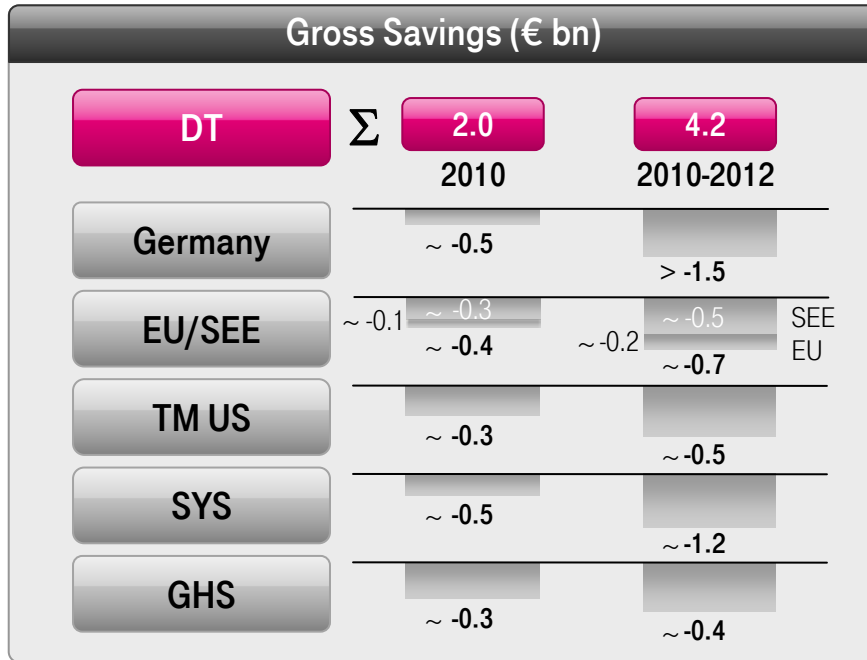 Gross Savings (€ bn)
DT Σ 2.0 4.2
2010 2010-2012
Germany ~ -0.5 > -1.5
EU/SEE ~ -0.1 ~ -0.3 ~ -0.4 ~ -0.2 ~ -0.5 ~ -0.7 SEE
EU
TM US ~ -0.3 ~ -0.5
SYS ~ -0.5 ~ -1.2
GHS ~ -0.3 ~ -0.4